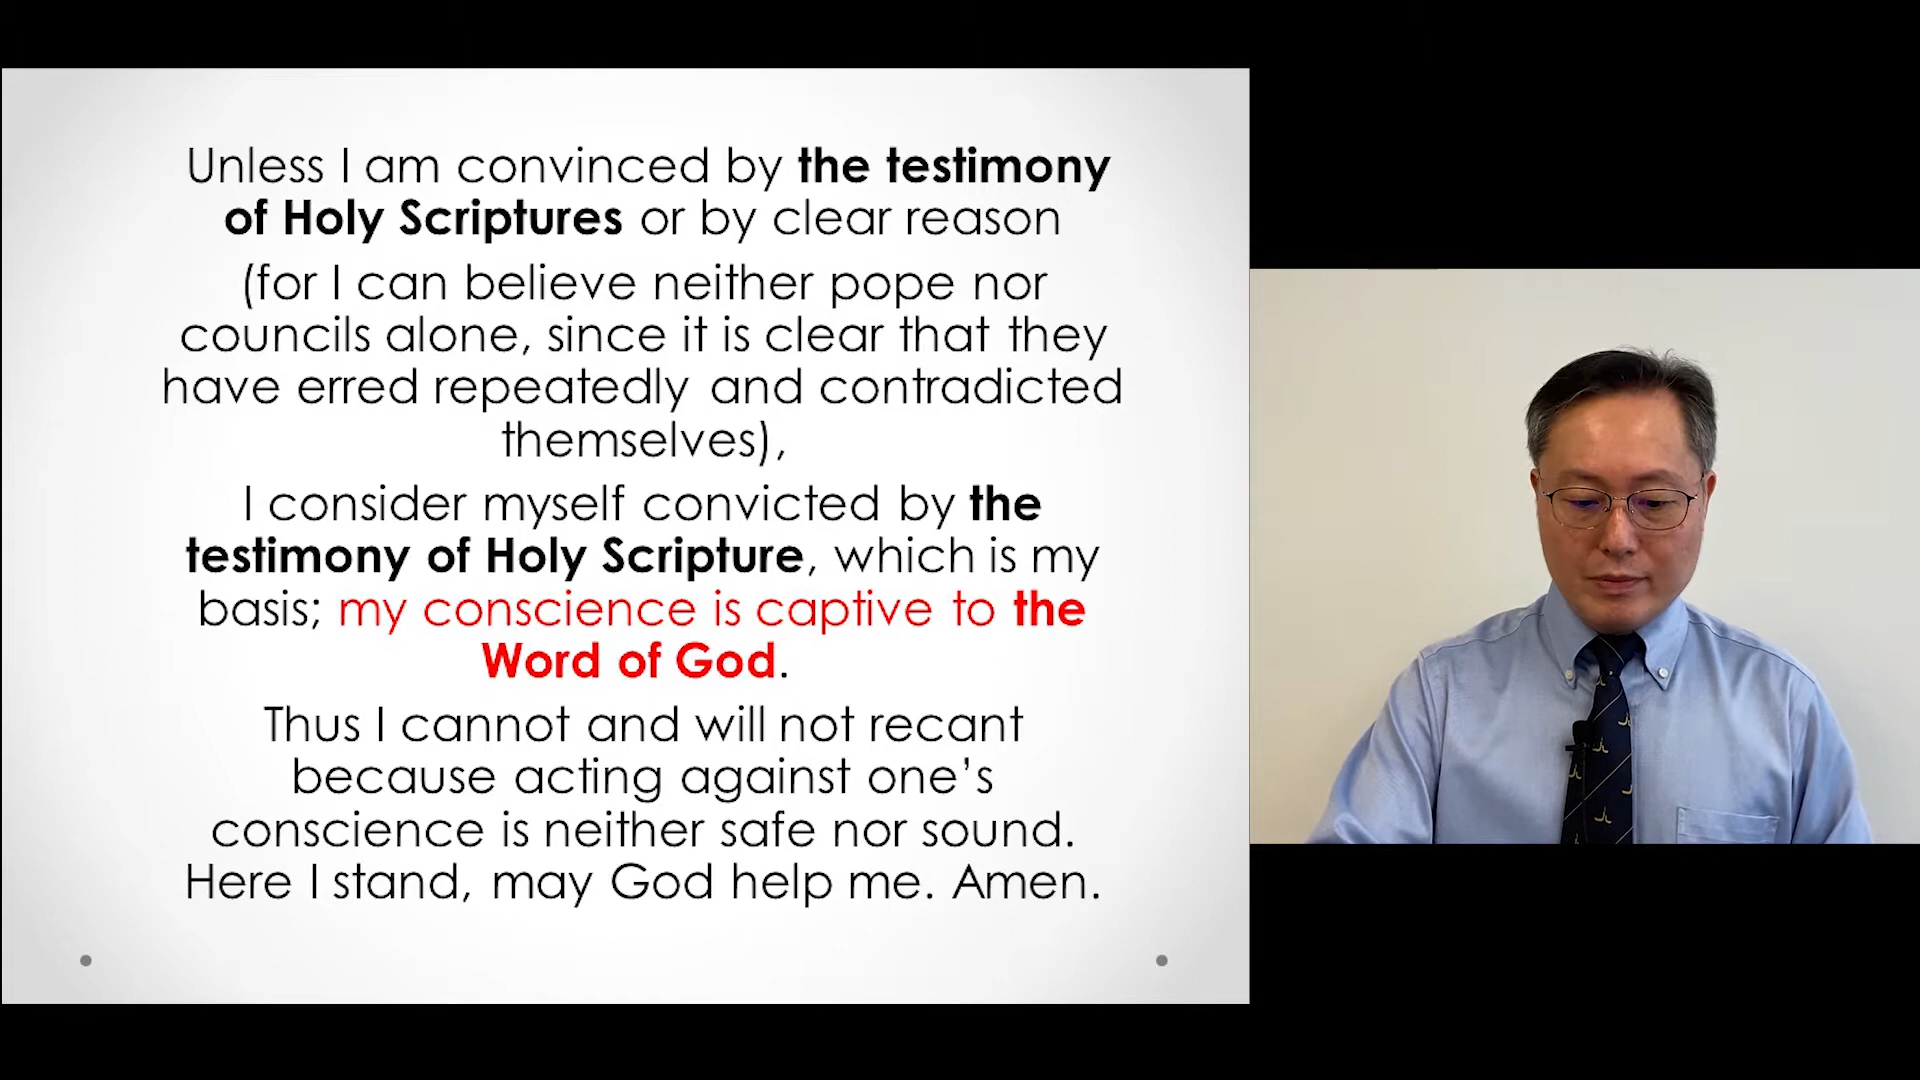 Unless I am convinced by the testimony
of Holy Scriptures or by clear reason
(for I can believe neither pope nor
councils alone, since it is clear that they
have erred repeatedly and contradicted
themselves),
I consider myself convicted by the
testimony of Holy Scripture, which is my
basis; my conscience is captive to the
Word of God.
Thus I cannot and will not recant
because acting against one’s
conscience is neither safe nor sound.
Here I stand, may God help me. Amen.